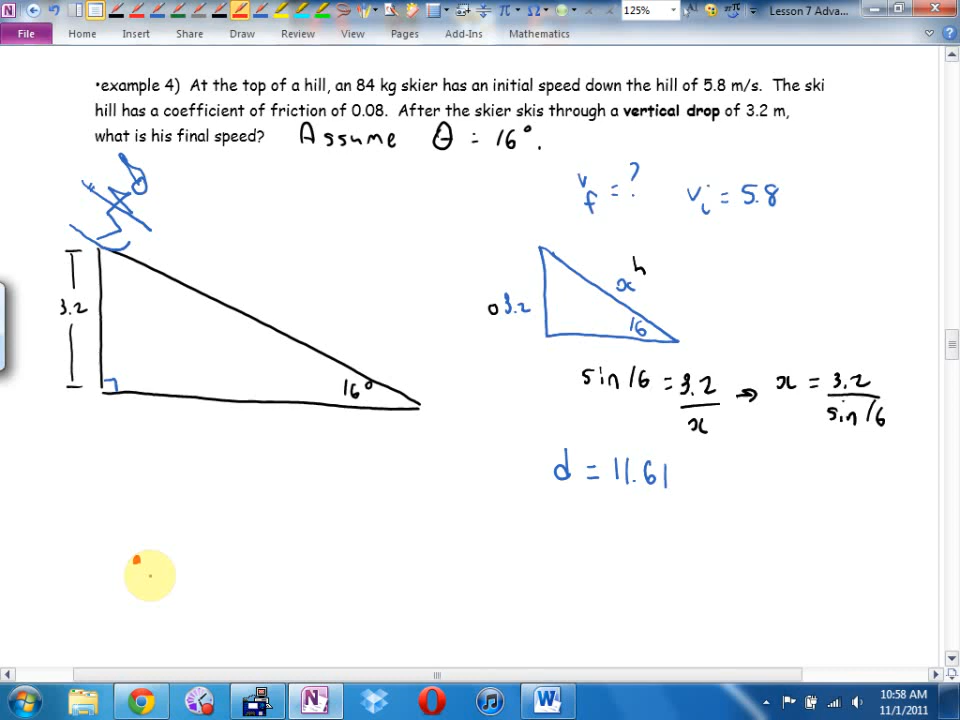 125%
Lesson 7 Adva...
File Home Insert Share Draw Review View Pages Add-Ins Mathematics
•example 4) At the top of a hill, an 84 kg skier has an initial speed down the hill of 5.8 m/s. The ski
hill has a coefficient of friction of 0.08. After the skier skis through a vertical drop of 3.2 m,
what is his final speed? Assume θ = 16°.
vf = ? vi = 5.8
3.2
16°
h
x
o 3.2
16
sin 16 = 3.2/x → x = 3.2/sin 16
d = 11.61
10:58 AM
11/1/2011